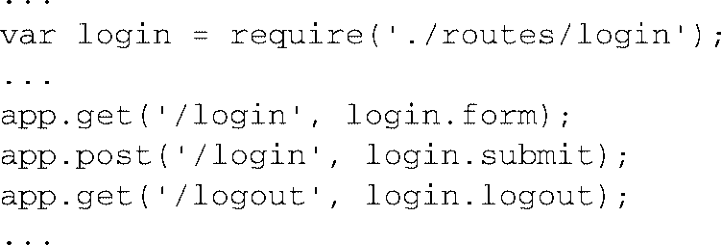 ...
var login = require('./routes/login');
...
app.get('/login', login.form);
app.post('/login', login.submit);
app.get('/logout', login.logout);
...